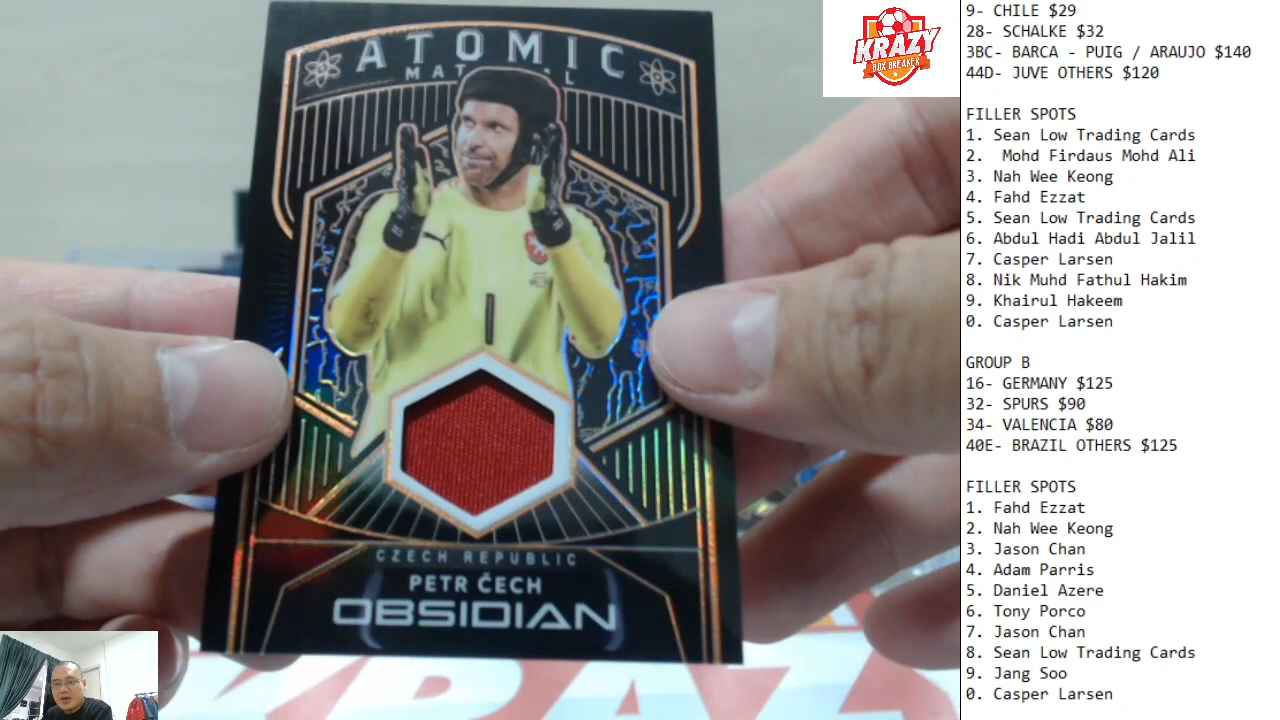 ATOMIC
MATERIAL
CZECH REPUBLIC
PETR ČECH
OBSIDIAN
KRAZY
BOX BREAKER
9- CHILE $29
28- SCHALKE $32
3BC- BARCA - PUIG / ARAUJO $140
44D- JUVE OTHERS $120
FILLER SPOTS
1. Sean Low Trading Cards
2. Mohd Firdaus Mohd Ali
3. Nah Wee Keong
4. Fahd Ezzat
5. Sean Low Trading Cards
6. Abdul Hadi Abdul Jalil
7. Casper Larsen
8. Nik Muhd Fathul Hakim
9. Khairul Hakeem
0. Casper Larsen
GROUP B
16- GERMANY $125
32- SPURS $90
34- VALENCIA $80
40E- BRAZIL OTHERS $125
FILLER SPOTS
1. Fahd Ezzat
2. Nah Wee Keong
3. Jason Chan
4. Adam Parris
5. Daniel Azere
6. Tony Porco
7. Jason Chan
8. Sean Low Trading Cards
9. Jang Soo
0. Casper Larsen